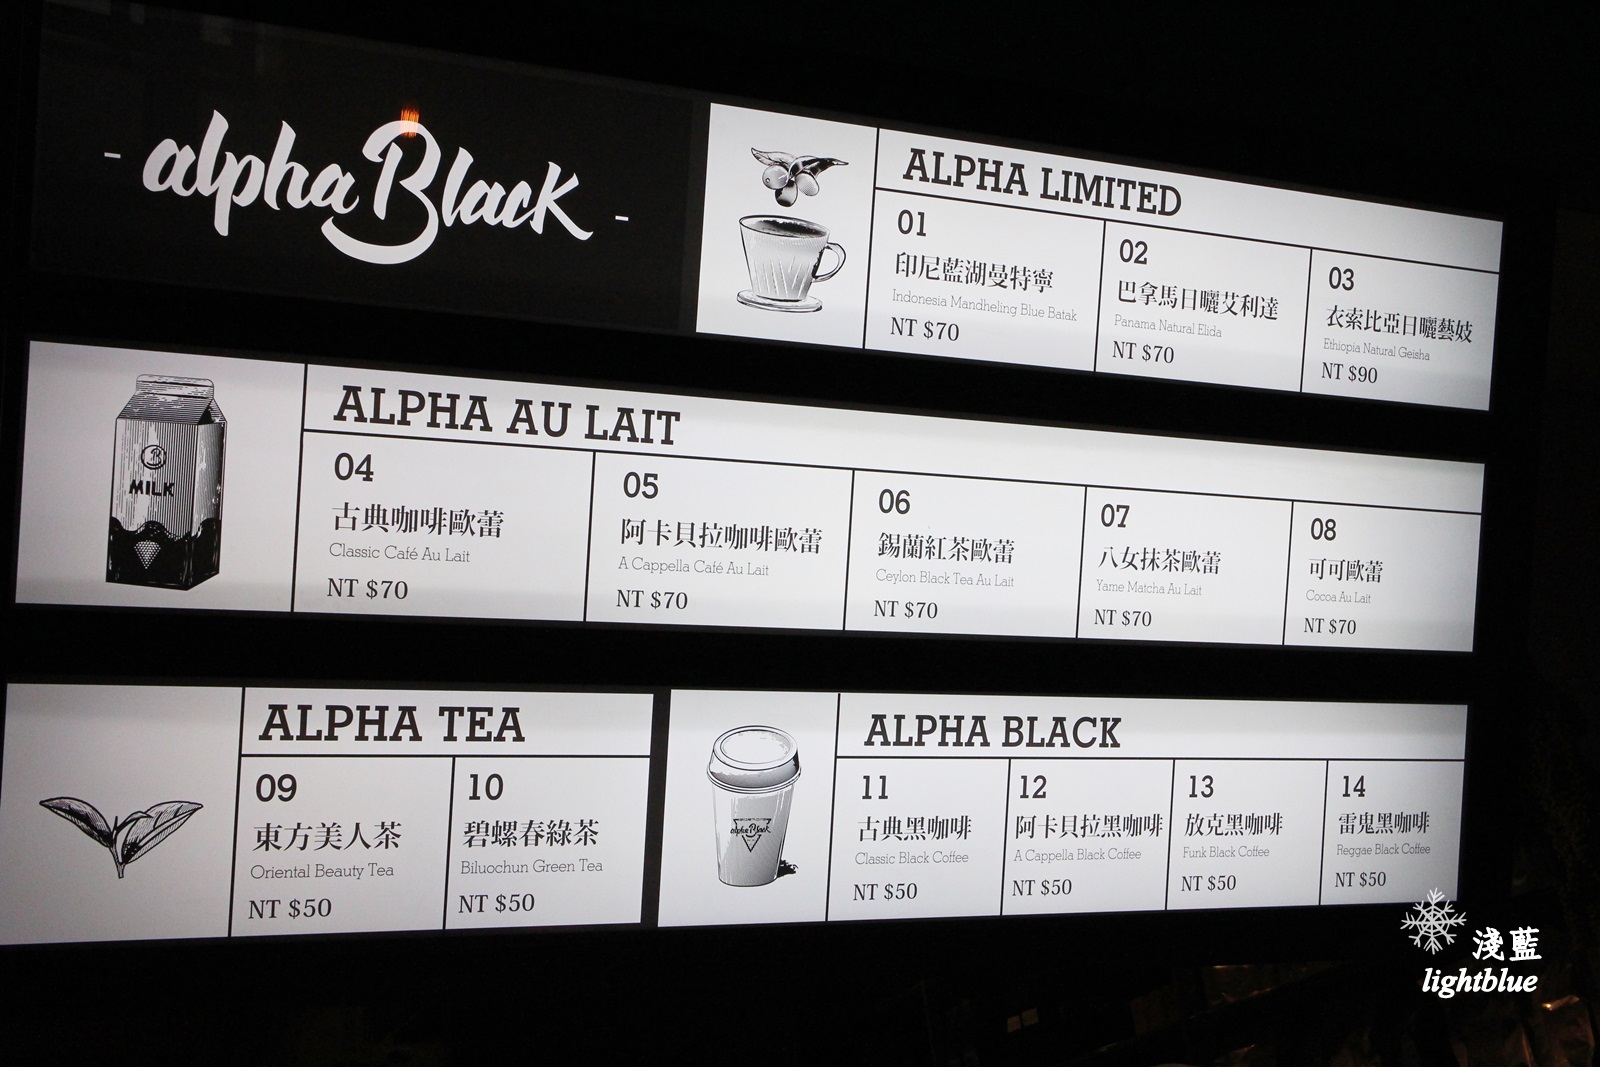 - alpha Black -
ALPHA LIMITED
01
印尼藍湖曼特寧
Indonesia Mandheling Blue Batak
NT $70
02
巴拿馬日曬艾利達
Panama Natural Elida
NT $70
03
衣索比亞日曬藝妓
Ethiopia Natural Geisha
NT $90
MILK
ALPHA AU LAIT
04
古典咖啡歐蕾
Classic Café Au Lait
NT $70
05
阿卡貝拉咖啡歐蕾
A Cappella Café Au Lait
NT $70
06
錫蘭紅茶歐蕾
Ceylon Black Tea Au Lait
NT $70
07
八女抹茶歐蕾
Yame Matcha Au Lait
NT $70
08
可可歐蕾
Cocoa Au Lait
NT $70
ALPHA TEA
09
東方美人茶
Oriental Beauty Tea
NT $50
10
碧螺春綠茶
Biluochun Green Tea
NT $50
alpha Black
ALPHA BLACK
11
古典黑咖啡
Classic Black Coffee
NT $50
12
阿卡貝拉黑咖啡
A Cappella Black Coffee
NT $50
13
放克黑咖啡
Funk Black Coffee
NT $50
14
雷鬼黑咖啡
Reggae Black Coffee
NT $50
淺藍
lightblue